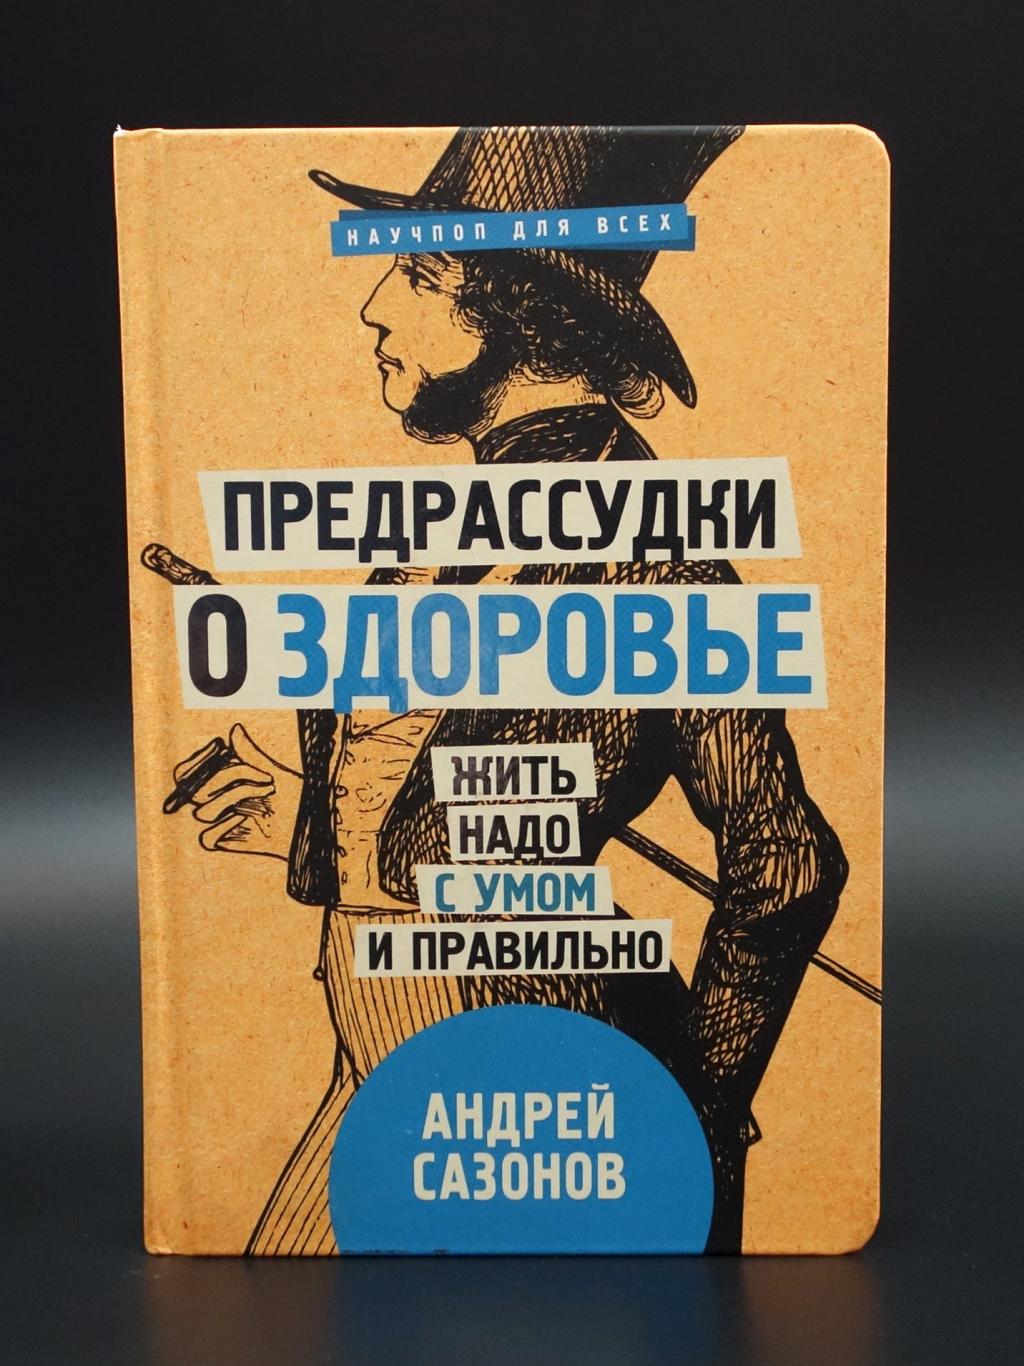 НАУЧПОП ДЛЯ ВСЕХ
ПРЕДРАССУДКИ
О ЗДОРОВЬЕ
ЖИТЬ
НАДО
С УМОМ
И ПРАВИЛЬНО
АНДРЕЙ
САЗОНОВ